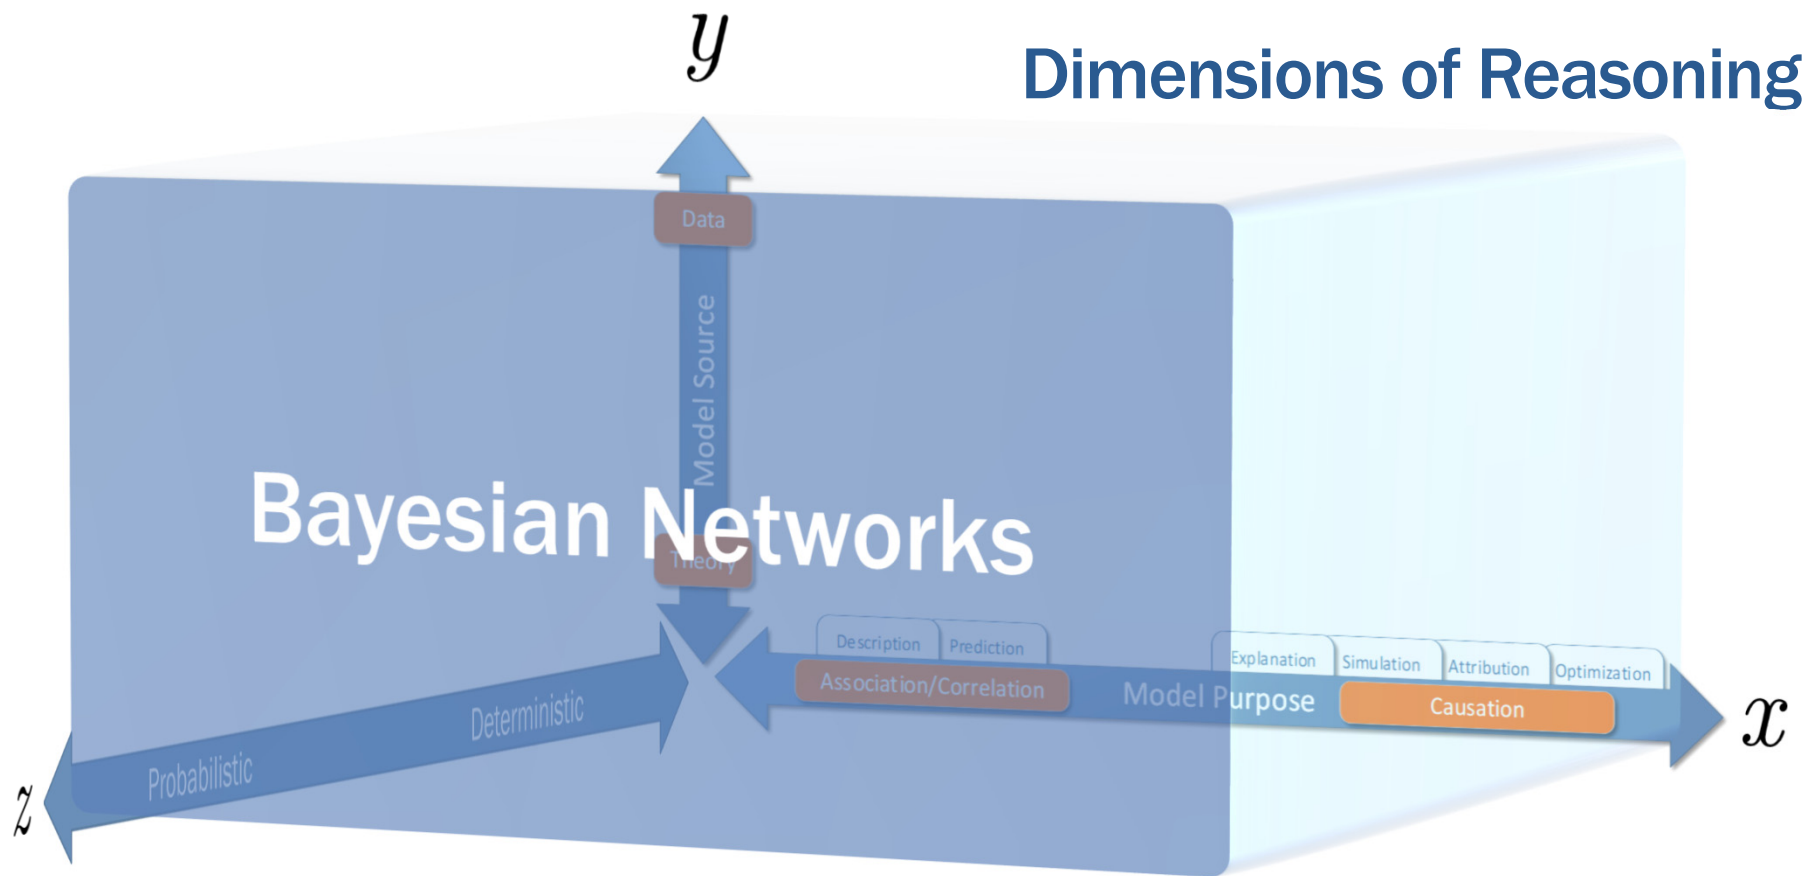 y
Dimensions of Reasoning
Data
Model Source
Bayesian Networks
Theory
Description
Prediction
Explanation
Simulation
Attribution
Optimization
Association/Correlation
Model Purpose
Causation
x
Deterministic
Probabilistic
z